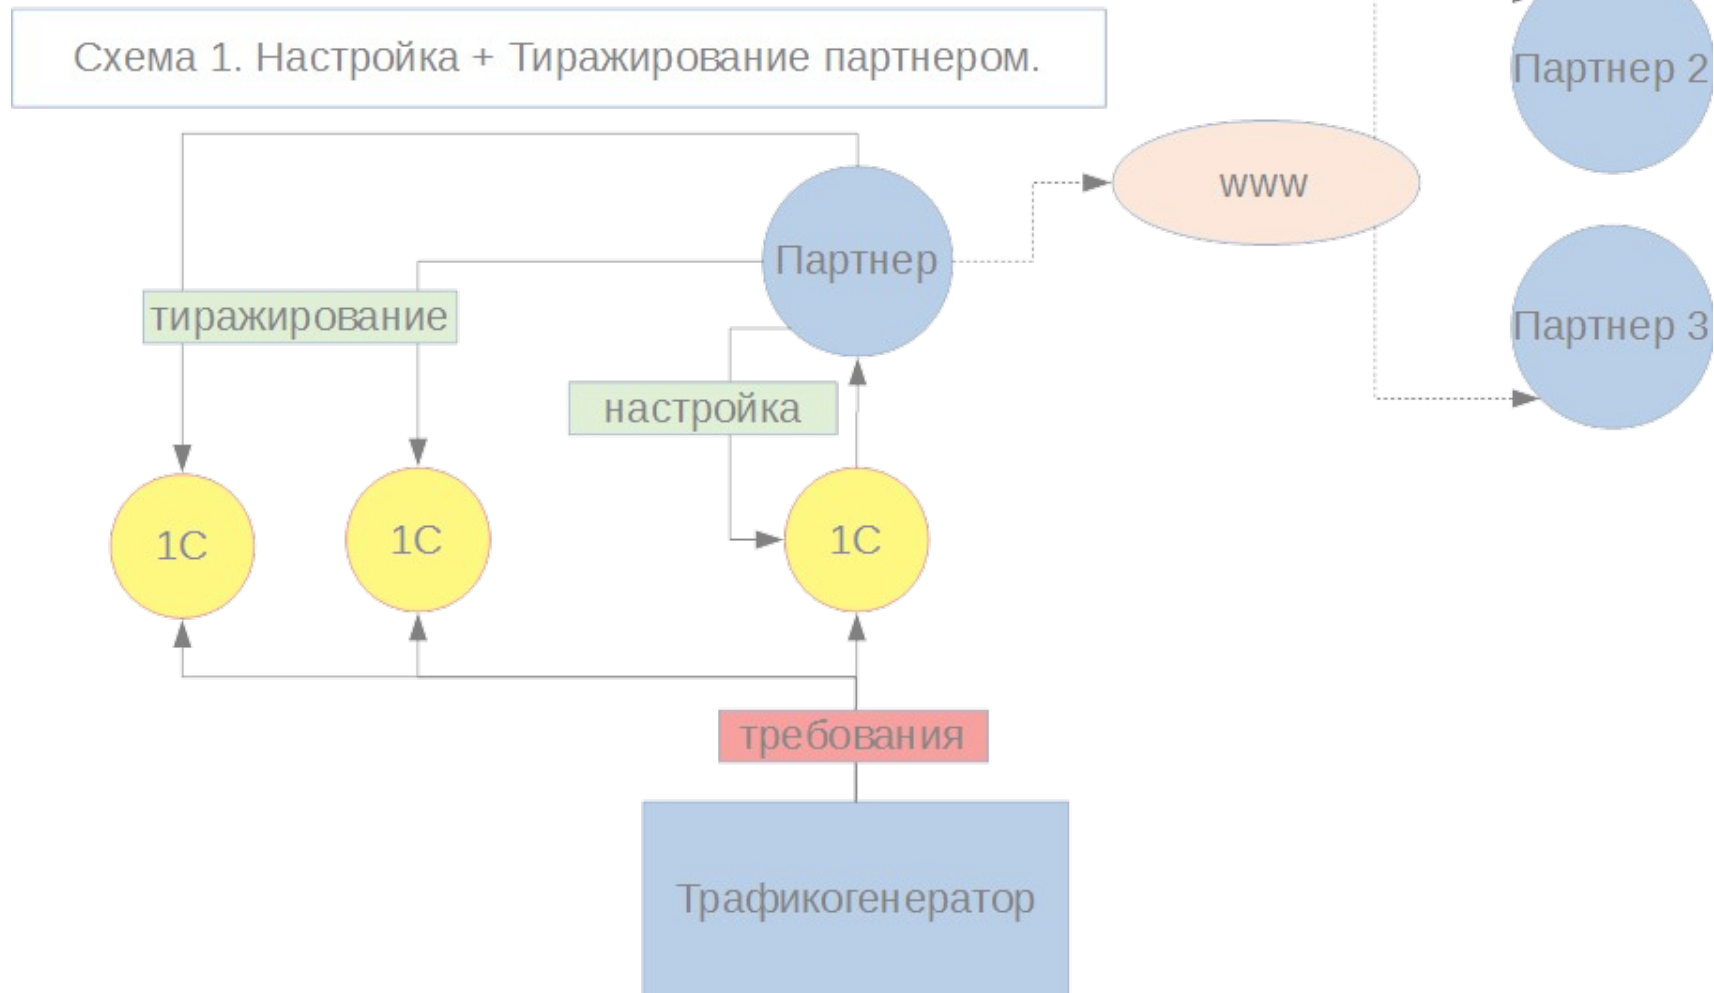 Схема 1. Настройка + Тиражирование партнером.
Партнер 2
www
Партнер
тиражирование
Партнер 3
настройка
1С
1С
1С
требования
Трафикогенератор